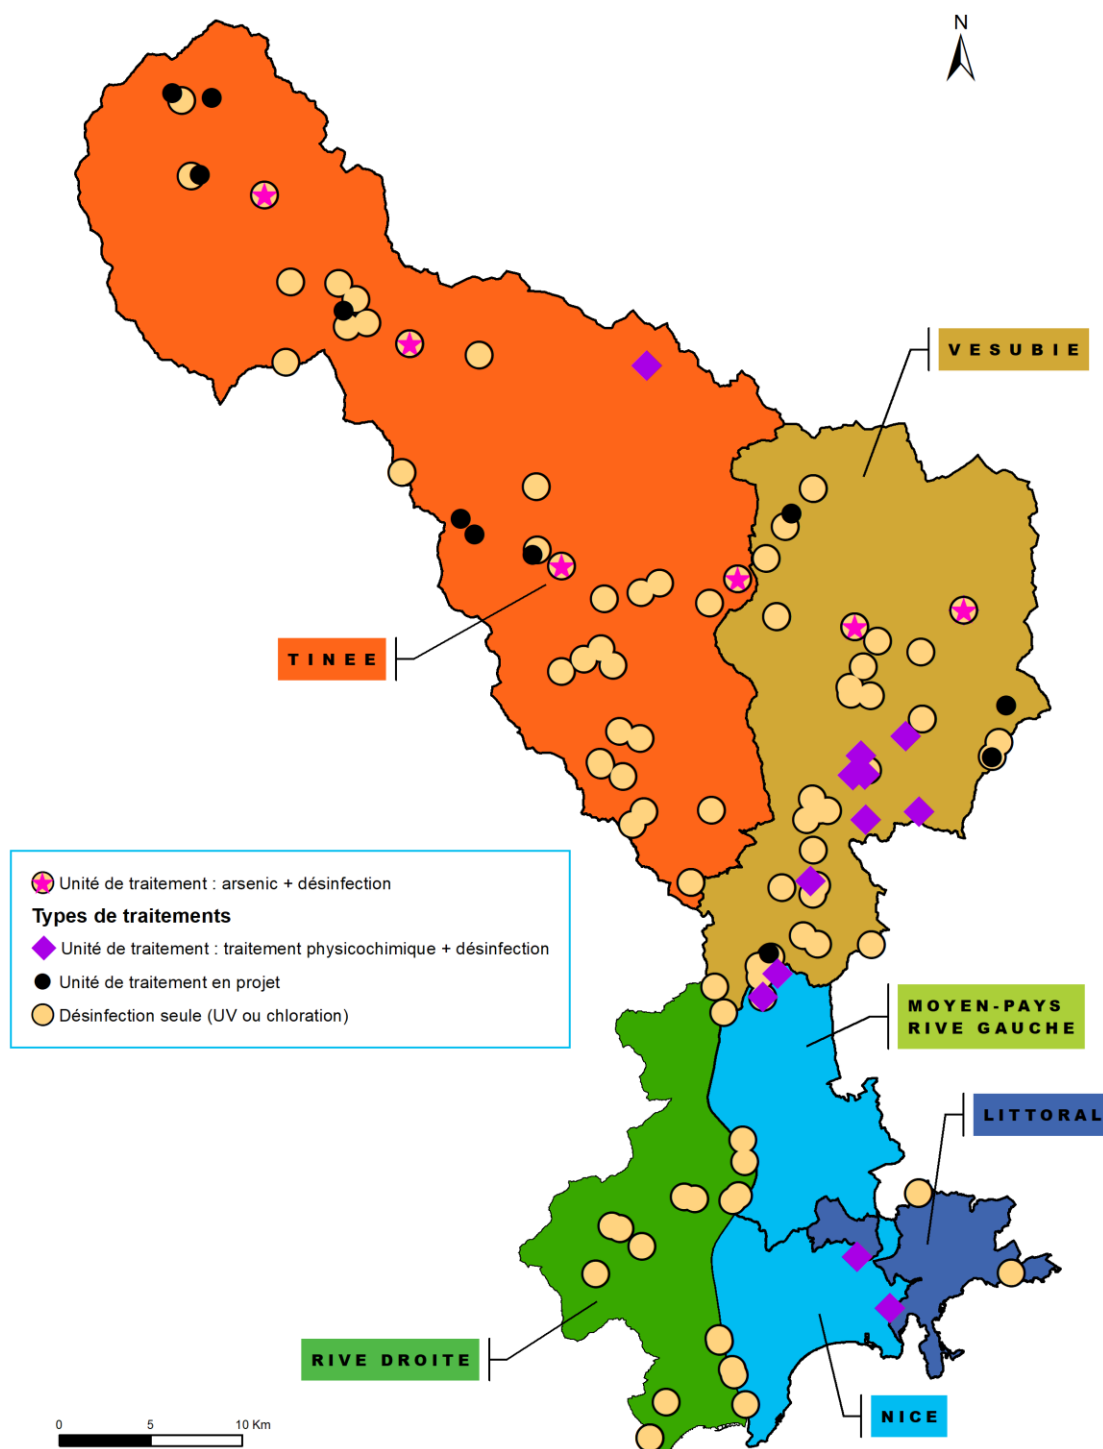 N
VESUBIE
TINEE
Unité de traitement : arsenic + désinfection
Types de traitements
Unité de traitement : traitement physicochimique + désinfection
Unité de traitement en projet
Désinfection seule (UV ou chloration)
MOYEN-PAYS
RIVE GAUCHE
LITTORAL
RIVE DROITE
NICE
0 5 10 Km